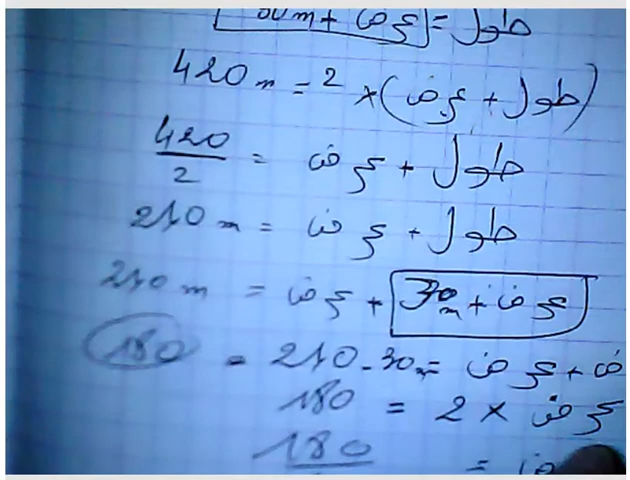 طول = عرض + 30m
420m = 2 × (طول + عرض)
420/2 = طول + عرض
210m = طول + عرض
210m = عرض + 30m + عرض
180 = 210 - 30m = عرض + ض
180 = 2 × عرض
180 =